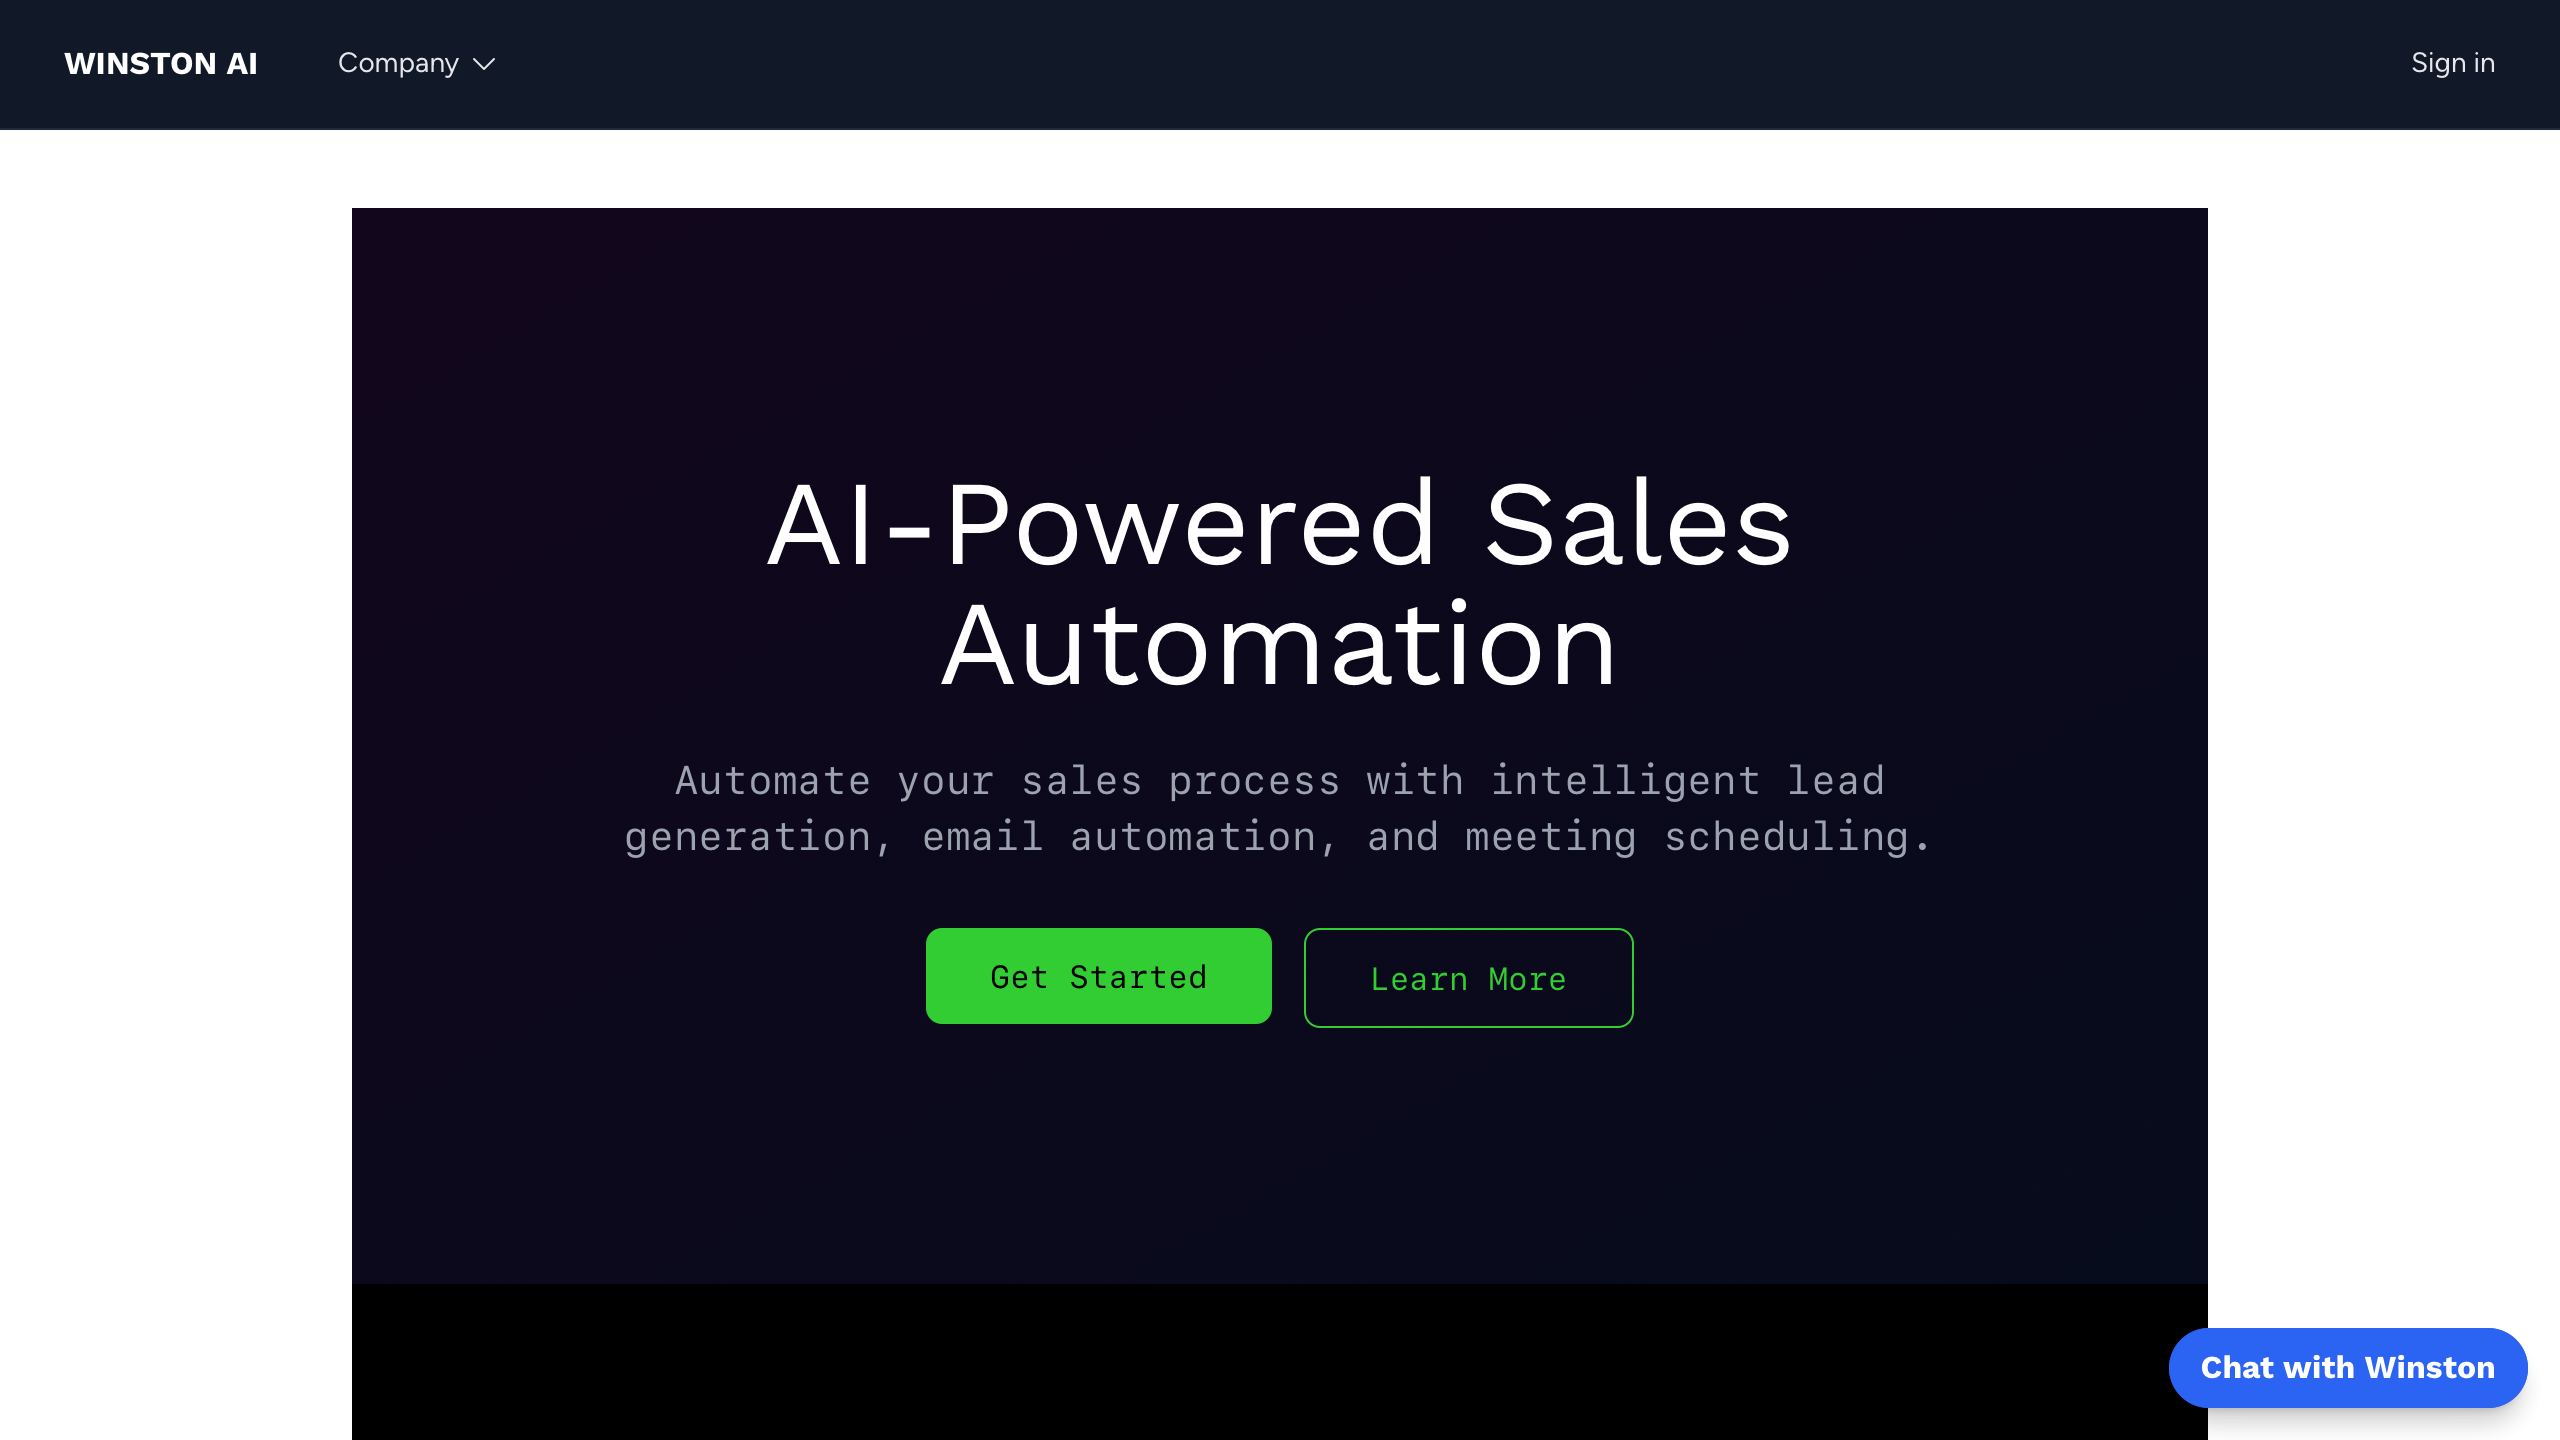 WINSTON AI
Company
Sign in
AI-Powered Sales
Automation
Automate your sales process with intelligent lead
generation, email automation, and meeting scheduling.
Get Started
Learn More
Chat with Winston